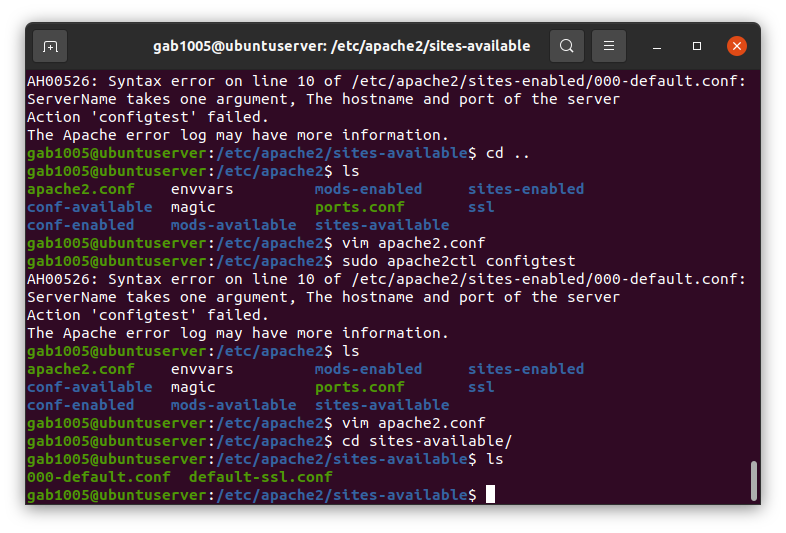 gab1005@ubuntuserver: /etc/apache2/sites-available
AH00526: Syntax error on line 10 of /etc/apache2/sites-enabled/000-default.conf:
ServerName takes one argument, The hostname and port of the server
Action 'configtest' failed.
The Apache error log may have more information.
gab1005@ubuntuserver:/etc/apache2/sites-available$ cd ..
gab1005@ubuntuserver:/etc/apache2$ ls
apache2.conf    envvars         mods-enabled     sites-enabled
conf-available  magic           ports.conf       ssl
conf-enabled    mods-available  sites-available
gab1005@ubuntuserver:/etc/apache2$ vim apache2.conf
gab1005@ubuntuserver:/etc/apache2$ sudo apache2ctl configtest
AH00526: Syntax error on line 10 of /etc/apache2/sites-enabled/000-default.conf:
ServerName takes one argument, The hostname and port of the server
Action 'configtest' failed.
The Apache error log may have more information.
gab1005@ubuntuserver:/etc/apache2$ ls
apache2.conf    envvars         mods-enabled     sites-enabled
conf-available  magic           ports.conf       ssl
conf-enabled    mods-available  sites-available
gab1005@ubuntuserver:/etc/apache2$ vim apache2.conf
gab1005@ubuntuserver:/etc/apache2$ cd sites-available/
gab1005@ubuntuserver:/etc/apache2/sites-available$ ls
000-default.conf  default-ssl.conf
gab1005@ubuntuserver:/etc/apache2/sites-available$